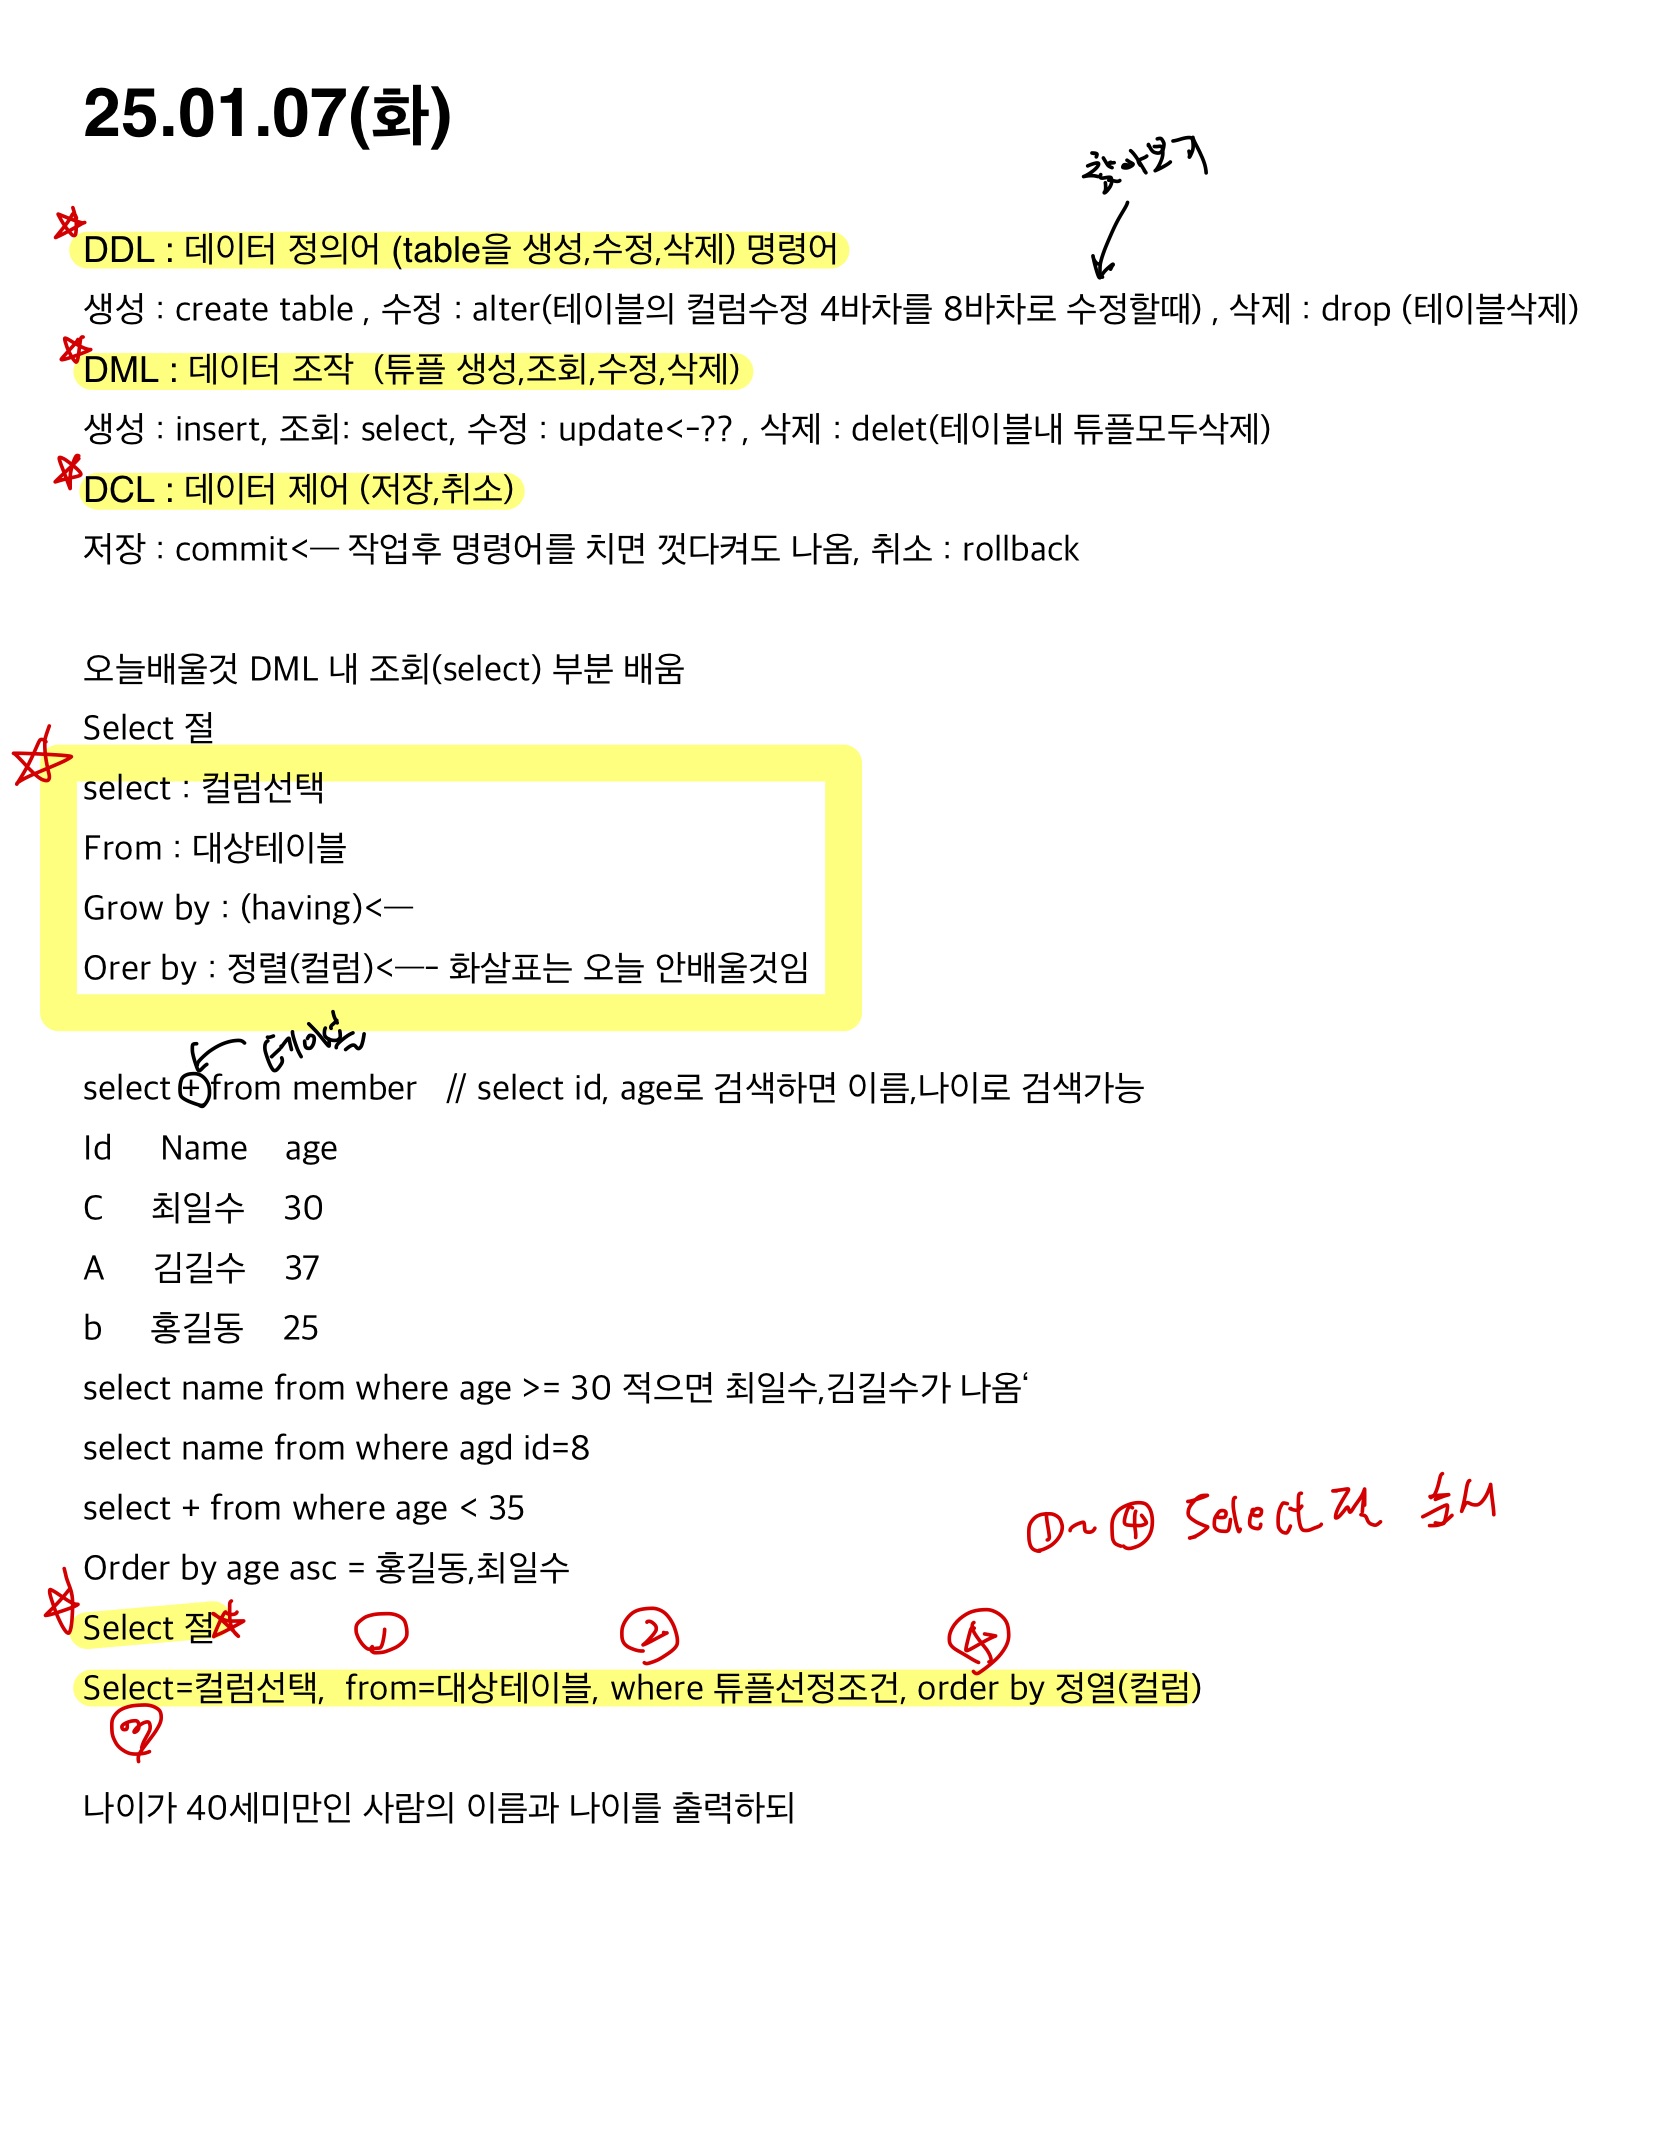 25.01.07(화)
찾아보기
DDL : 데이터 정의어 (table을 생성,수정,삭제) 명령어
생성 : create table , 수정 : alter(테이블의 컬럼수정 4바차를 8바차로 수정할때) , 삭제 : drop (테이블삭제)
DML : 데이터 조작  (튜플 생성,조회,수정,삭제)
생성 : insert, 조회: select, 수정 : update<-?? , 삭제 : delet(테이블내 튜플모두삭제)
DCL : 데이터 제어 (저장,취소)
저장 : commit<— 작업후 명령어를 치면 껏다켜도 나옴, 취소 : rollback
오늘배울것 DML 내 조회(select) 부분 배움
Select 절
select : 컬럼선택
From : 대상테이블
Grow by : (having)<—
Orer by : 정렬(컬럼)<—- 화살표는 오늘 안배울것임
select + from member   // select id, age로 검색하면 이름,나이로 검색가능
Id Name age
C 최일수 30
A 김길수 37
b 홍길동 25
select name from where age >= 30 적으면 최일수,김길수가 나옴‘
select name from where agd id=8
select + from where age < 35
①~④ Select절 순서
Order by age asc = 홍길동,최일수
Select 절
① ② ④
Select=컬럼선택,  from=대상테이블, where 튜플선정조건, order by 정열(컬럼)
③
나이가 40세미만인 사람의 이름과 나이를 출력하되